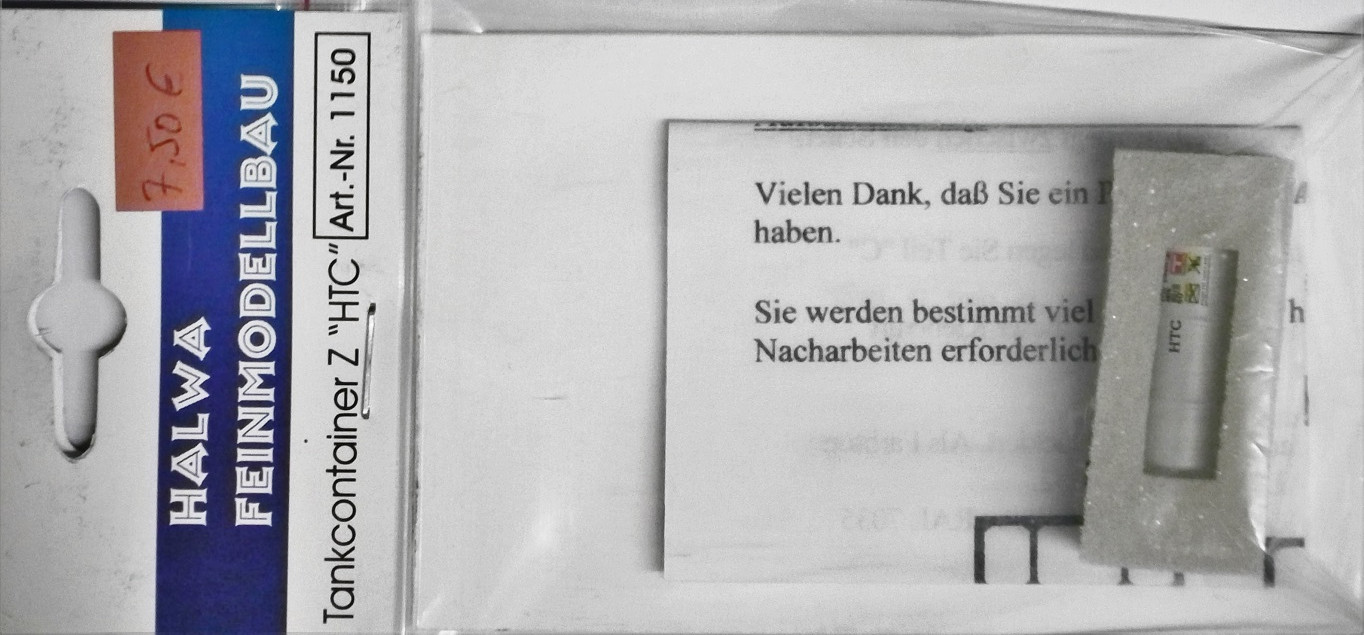 7,50 €
HALWA
FEINMODELLBAU
Tankcontainer Z "HTC" Art.-Nr. 1150
Vielen Dank, daß Sie ein
haben.
Sie werden bestimmt viel
Nacharbeiten erforderlich
HTC